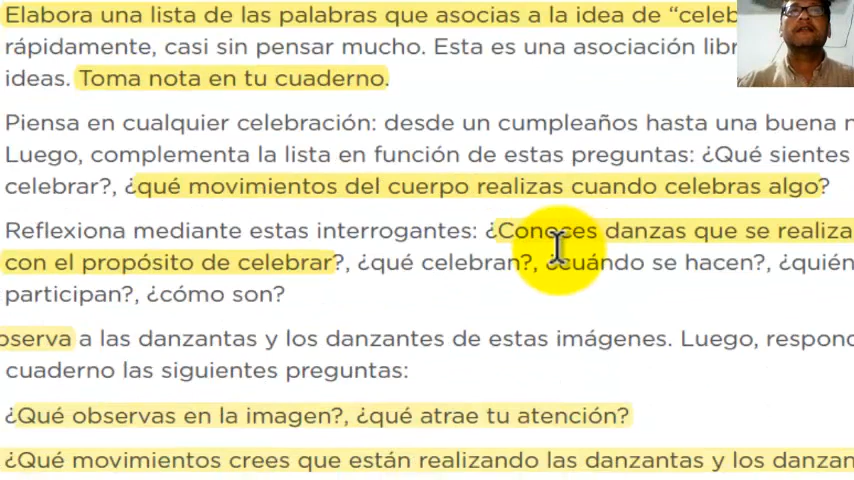 Elabora una lista de las palabras que asocias a la idea de “celeb
rápidamente, casi sin pensar mucho. Esta es una asociación libr
ideas. Toma nota en tu cuaderno.
Piensa en cualquier celebración: desde un cumpleaños hasta una buena n
Luego, complementa la lista en función de estas preguntas: ¿Qué sientes
celebrar?, ¿qué movimientos del cuerpo realizas cuando celebras algo?
Reflexiona mediante estas interrogantes: ¿Conoces danzas que se realiza
con el propósito de celebrar?, ¿qué celebran?, ¿cuándo se hacen?, ¿quién
participan?, ¿cómo son?
bserva a las danzantas y los danzantes de estas imágenes. Luego, respond
cuaderno las siguientes preguntas:
¿Qué observas en la imagen?, ¿qué atrae tu atención?
¿Qué movimientos crees que están realizando las danzantas y los danzan